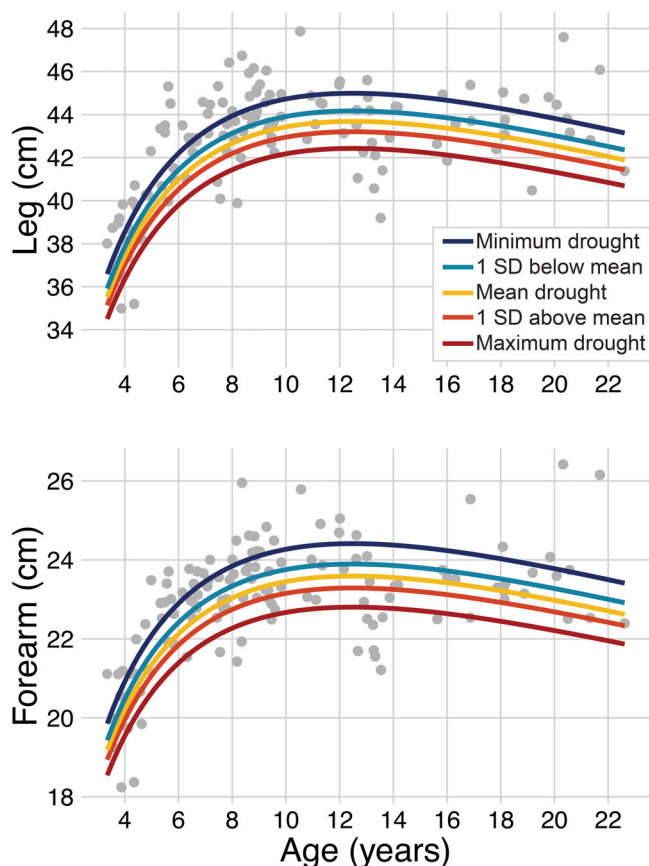 48
46
44
42
40
38
36
34
Leg (cm)
Minimum drought
1 SD below mean
Mean drought
1 SD above mean
Maximum drought
4 6 8 10 12 14 16 18 20 22
26
24
22
20
18
Forearm (cm)
4 6 8 10 12 14 16 18 20 22
Age (years)